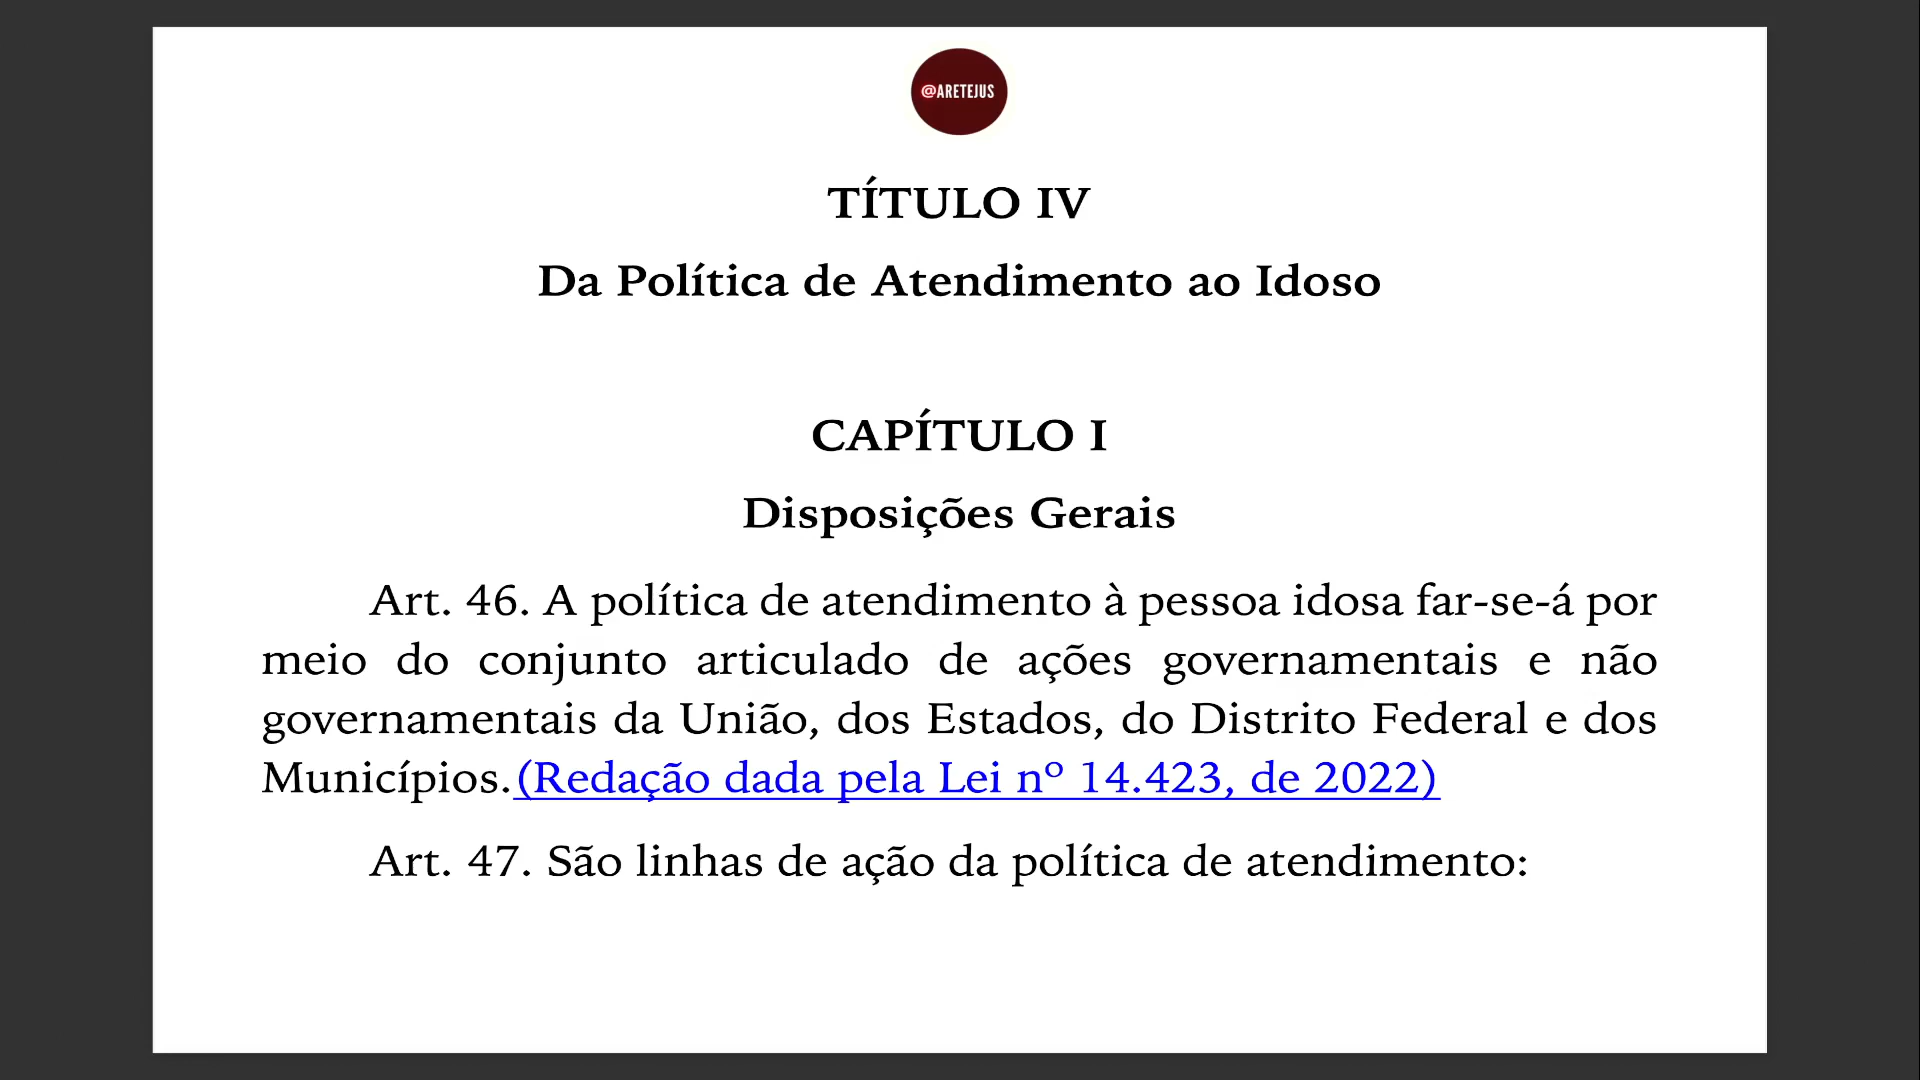 @ARETEJUS
TÍTULO IV
Da Política de Atendimento ao Idoso
CAPÍTULO I
Disposições Gerais
Art. 46. A política de atendimento à pessoa idosa far-se-á por
meio do conjunto articulado de ações governamentais e não
governamentais da União, dos Estados, do Distrito Federal e dos
Municípios. (Redação dada pela Lei nº 14.423, de 2022)
Art. 47. São linhas de ação da política de atendimento: